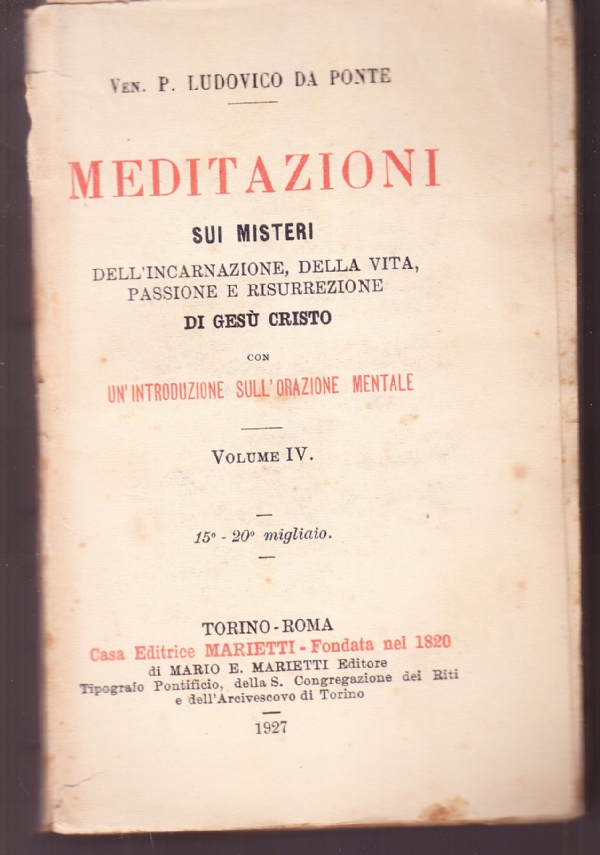 VEN. P. LUDOVICO DA PONTE
MEDITAZIONI
SUI MISTERI
DELL'INCARNAZIONE, DELLA VITA,
PASSIONE E RISURREZIONE
DI GESÙ CRISTO
CON
UN'INTRODUZIONE SULL'ORAZIONE MENTALE
VOLUME IV.
15º - 20º migliaio.
TORINO - ROMA
Casa Editrice MARIETTI - Fondata nel 1820
di MARIO E. MARIETTI Editore
Tipografo Pontificio, della S. Congregazione dei Riti
e dell'Arcivescovo di Torino
1927